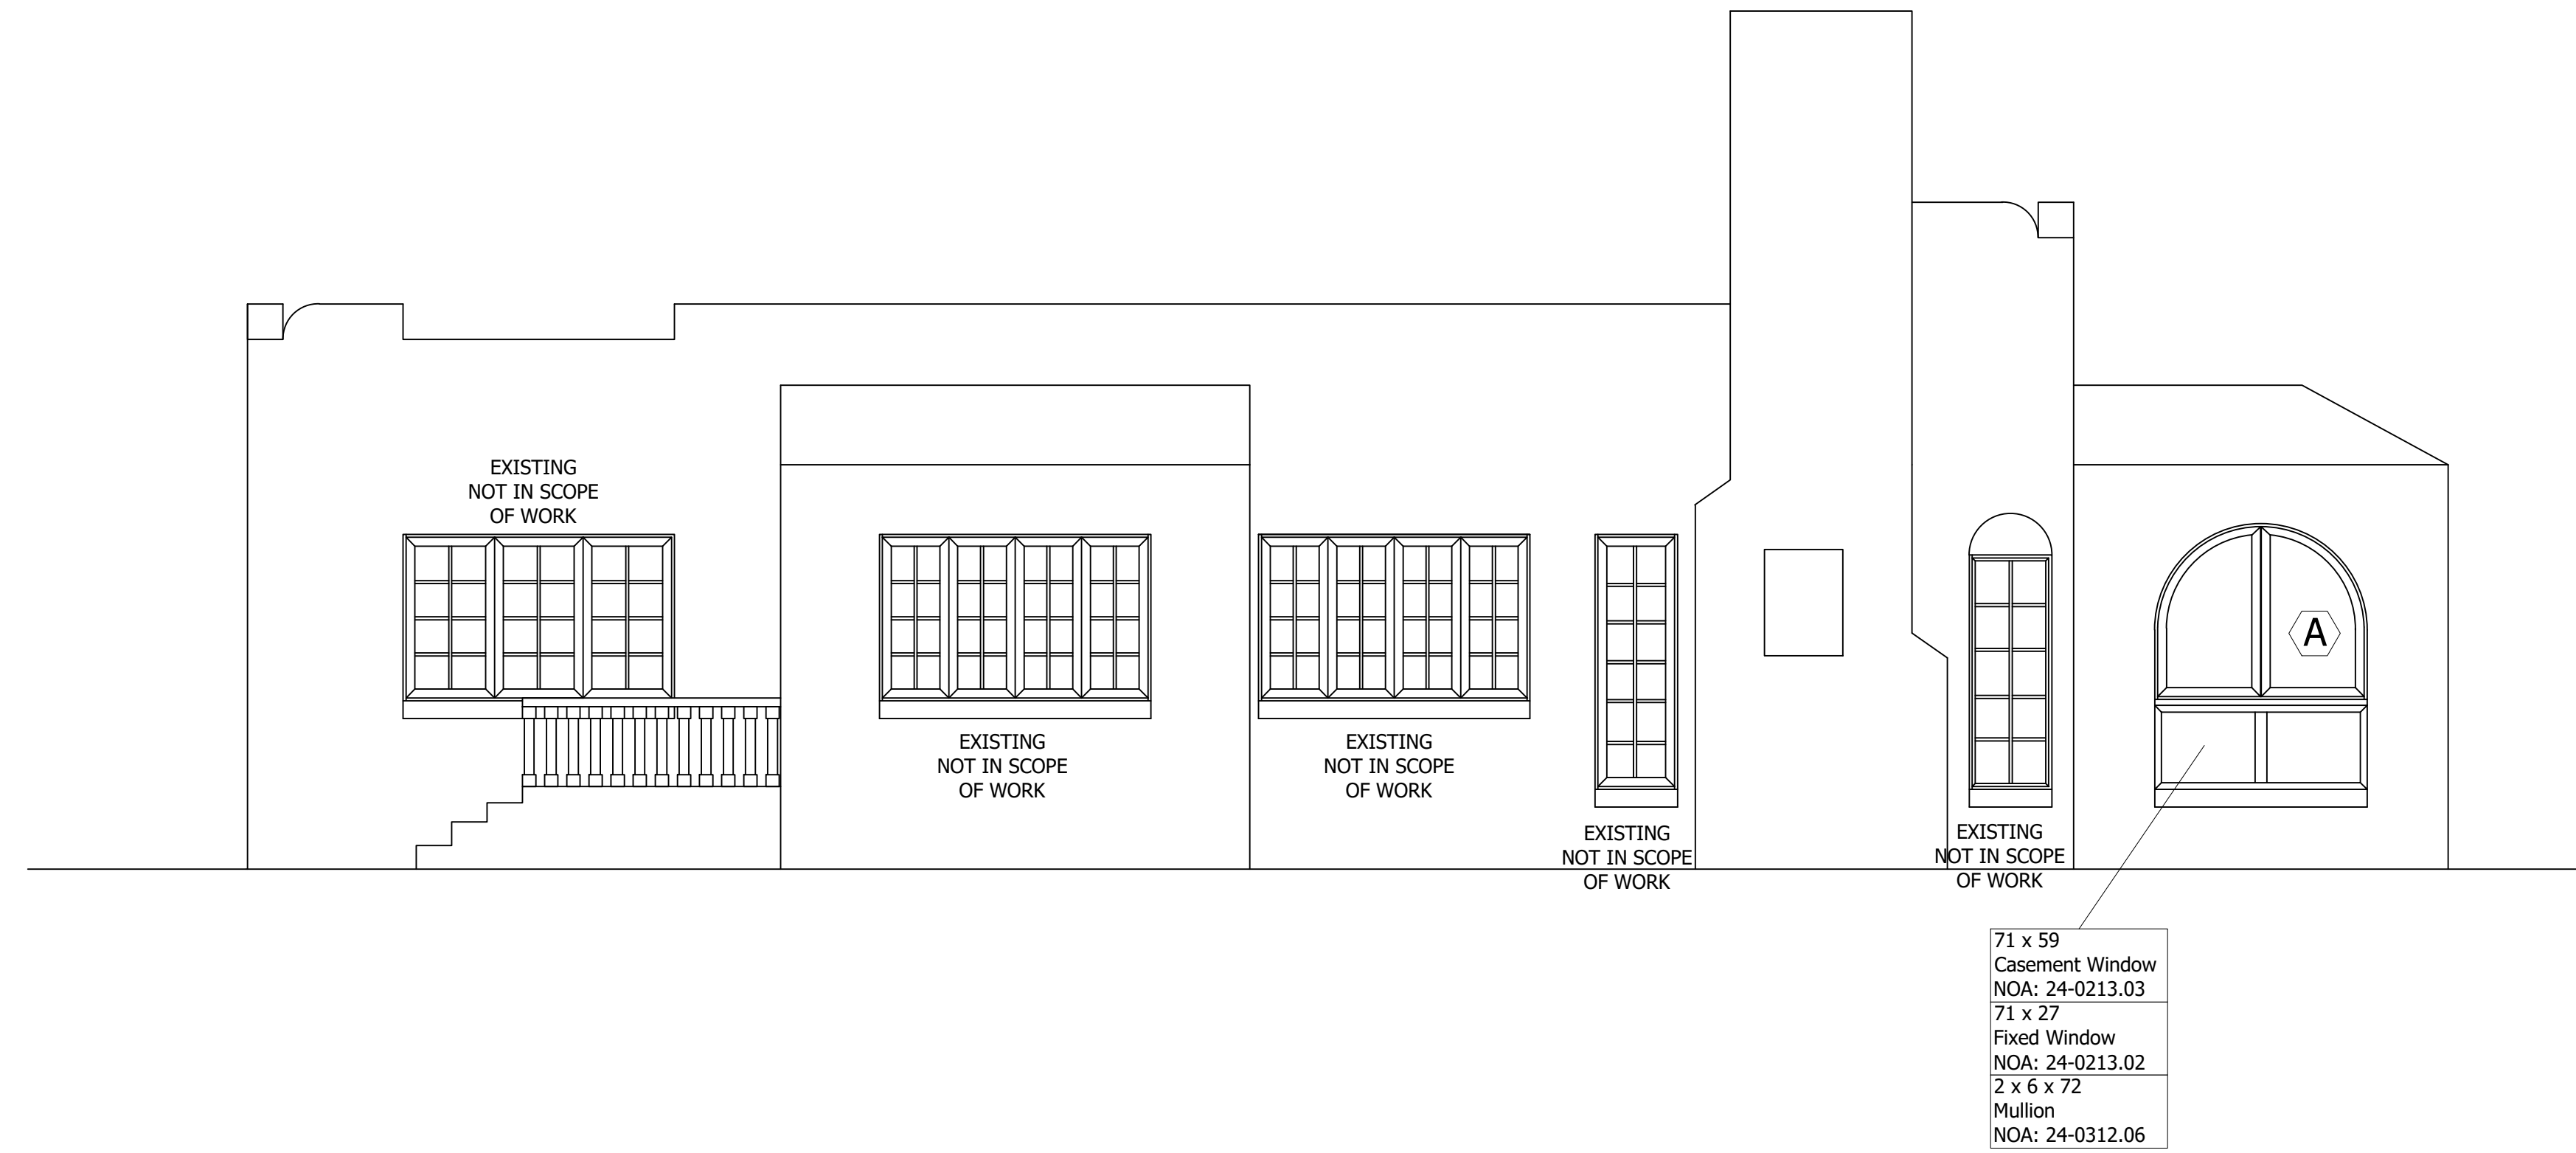 EXISTING
NOT IN SCOPE
OF WORK
EXISTING
NOT IN SCOPE
OF WORK
EXISTING
NOT IN SCOPE
OF WORK
EXISTING
NOT IN SCOPE
OF WORK
EXISTING
NOT IN SCOPE
OF WORK
A
71 x 59
Casement Window
NOA: 24-0213.03
71 x 27
Fixed Window
NOA: 24-0213.02
2 x 6 x 72
Mullion
NOA: 24-0312.06